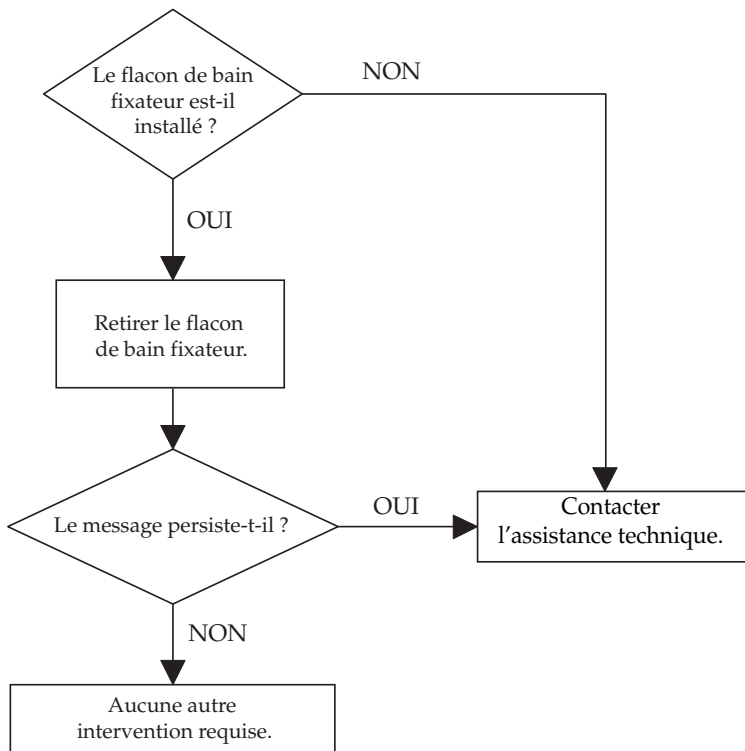 Le flacon de bain
fixateur est-il
installé ?
NON
OUI
Retirer le flacon
de bain fixateur.
Le message persiste-t-il ?
OUI
Contacter
l’assistance technique.
NON
Aucune autre
intervention requise.